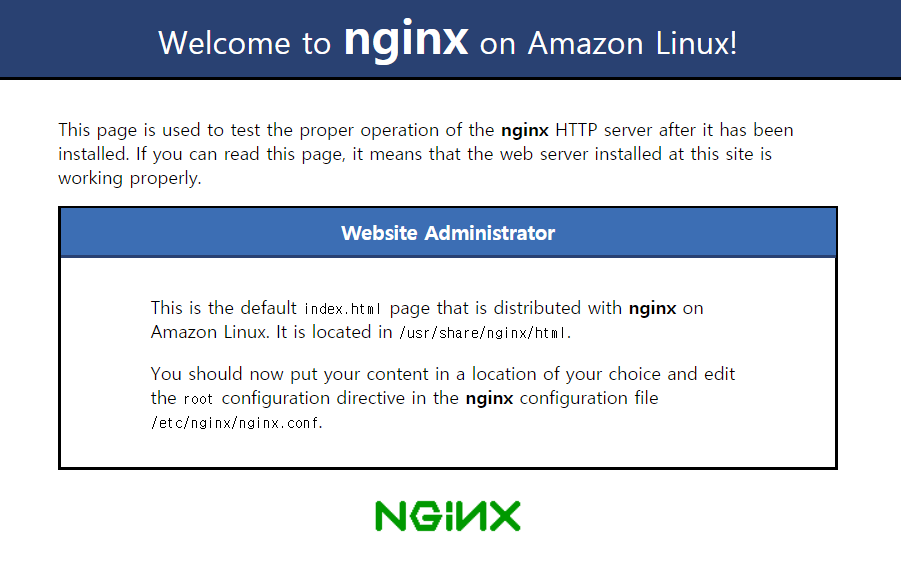 Welcome to nginx on Amazon Linux!
This page is used to test the proper operation of the nginx HTTP server after it has been
installed. If you can read this page, it means that the web server installed at this site is
working properly.
Website Administrator
This is the default index.html page that is distributed with nginx on
Amazon Linux. It is located in /usr/share/nginx/html.
You should now put your content in a location of your choice and edit
the root configuration directive in the nginx configuration file
/etc/nginx/nginx.conf.
NGINX